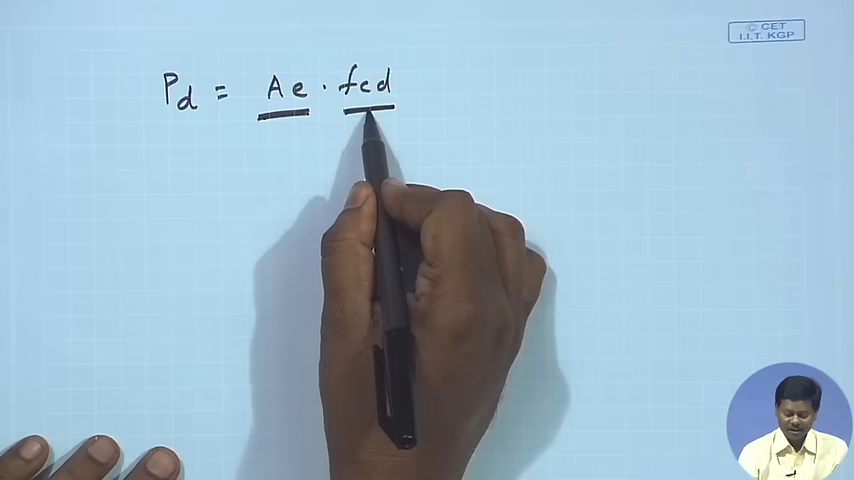 Pd = Ae · fcd
© CET
I.I.T. KGP